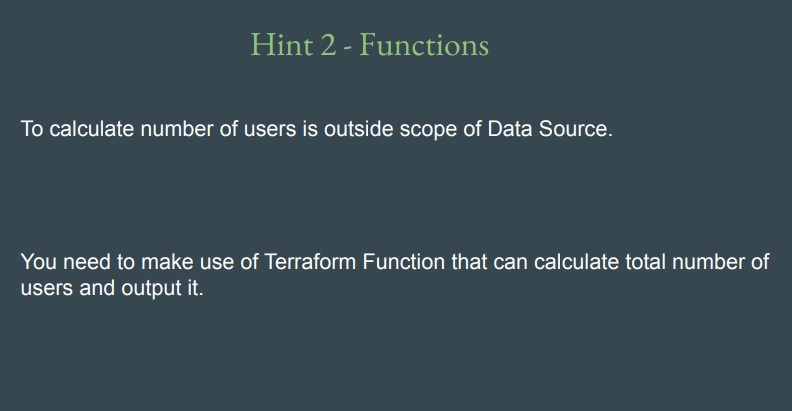 Hint 2 - Functions
To calculate number of users is outside scope of Data Source.
You need to make use of Terraform Function that can calculate total number of
users and output it.